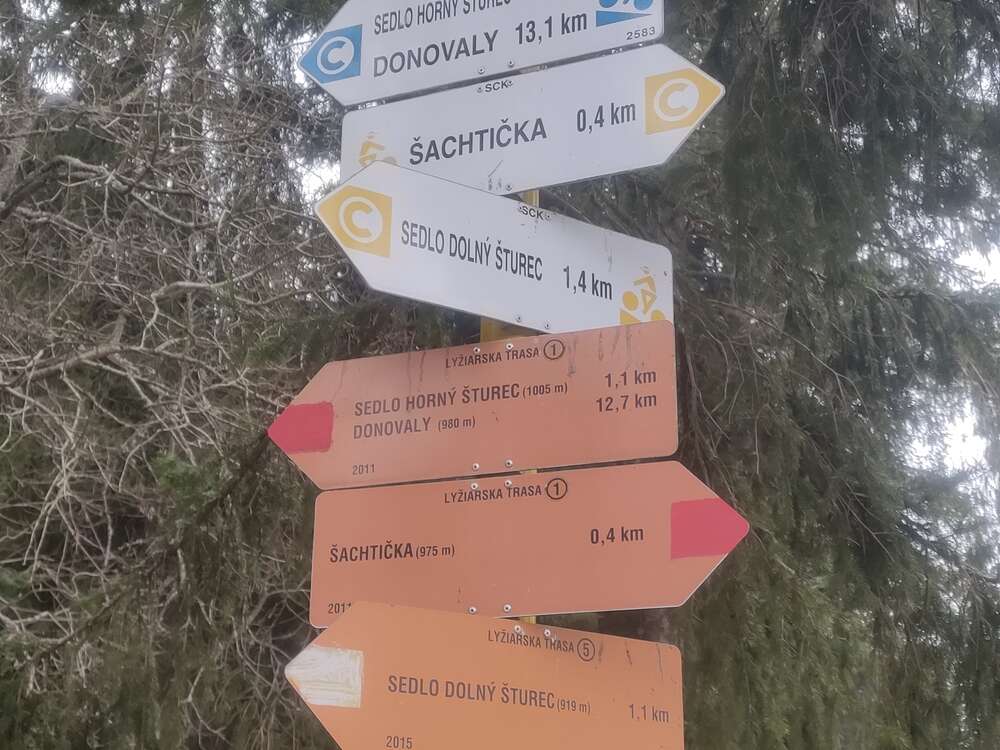 SEDLO HORNÝ ŠTUREC
DONOVALY 13,1 km
2583
C
SCK
ŠACHTIČKA 0,4 km
C
SCK
C
SEDLO DOLNÝ ŠTUREC 1,4 km
LYŽIARSKA TRASA 1
SEDLO HORNÝ ŠTUREC (1005 m) 1,1 km
DONOVALY (980 m) 12,7 km
2011
LYŽIARSKA TRASA 1
ŠACHTIČKA (975 m) 0,4 km
2011
LYŽIARSKA TRASA 5
SEDLO DOLNÝ ŠTUREC (919 m) 1,1 km
2015